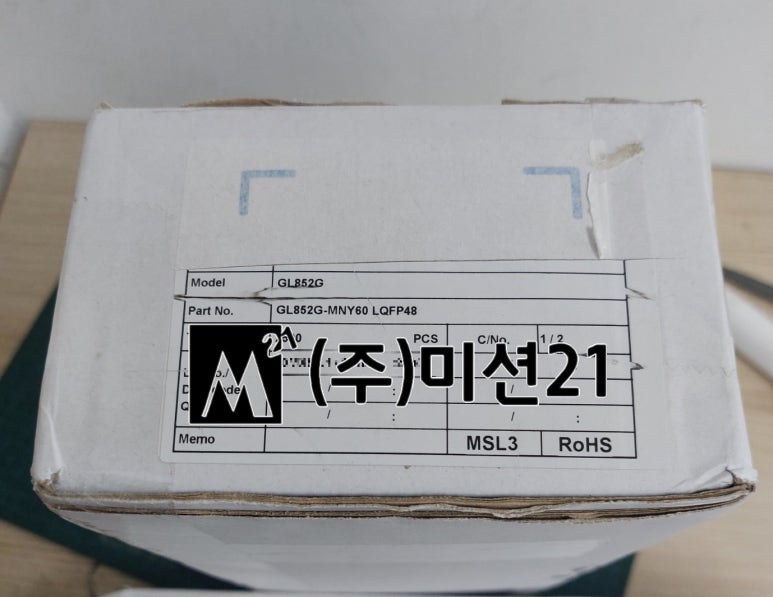 Model GL852G
Part No. GL852G-MNY60 LQFP48
PCS C/No. 1 / 2
M 21 (주)미션21
/ : / :
/ : / :
Memo MSL3 RoHS